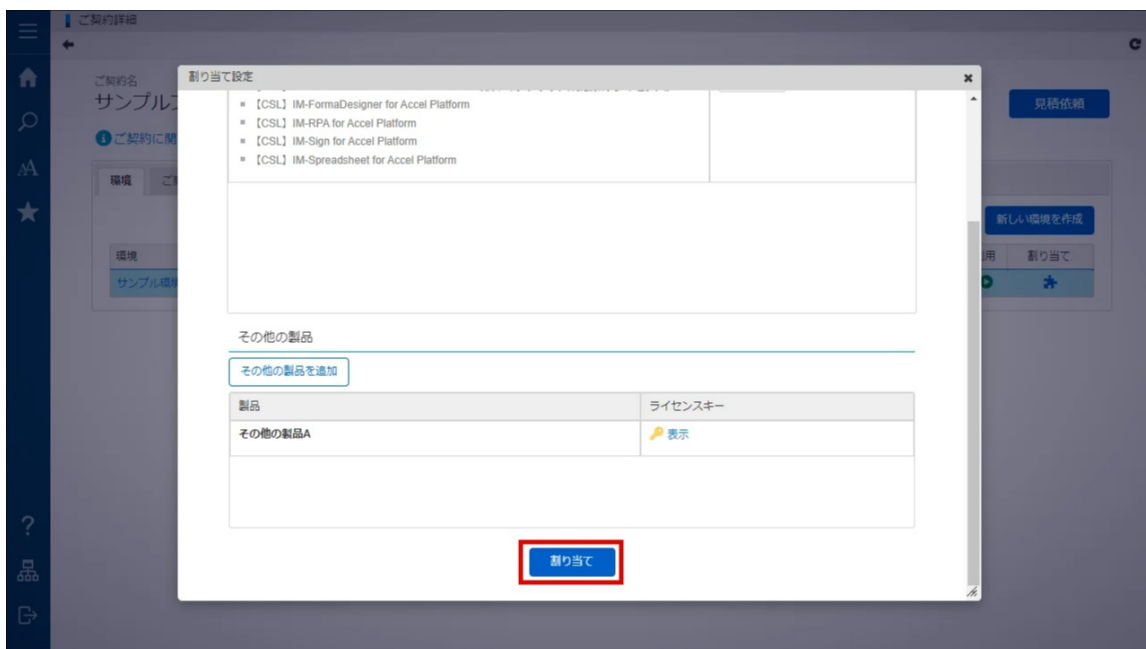 ご契約詳細
ご契約名
サンプルプ
見積依頼
ご契約に関
環境 ご契
新しい環境を作成
環境 用 割り当て
サンプル環境
割り当て設定
【CSL】IM-FormaDesigner for Accel Platform
【CSL】IM-RPA for Accel Platform
【CSL】IM-Sign for Accel Platform
【CSL】IM-Spreadsheet for Accel Platform
その他の製品
その他の製品を追加
製品 ライセンスキー
その他の製品A 表示
割り当て